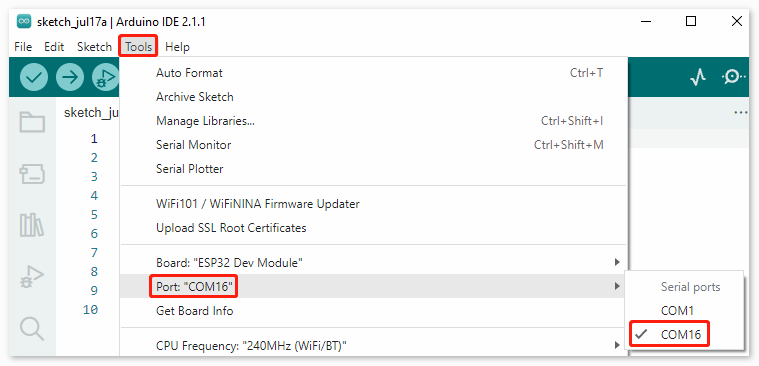 sketch_jul17a | Arduino IDE 2.1.1
File Edit Sketch Tools Help
Auto Format Ctrl+T
sketch_ju
Archive Sketch
Manage Libraries... Ctrl+Shift+I
Serial Monitor Ctrl+Shift+M
Serial Plotter
WiFi101 / WiFiNINA Firmware Updater
Upload SSL Root Certificates
Board: "ESP32 Dev Module"
Port: "COM16"
Get Board Info
CPU Frequency: "240MHz (WiFi/BT)"
1
2
3
4
5
6
7
8
9
10
Serial ports
COM1
COM16